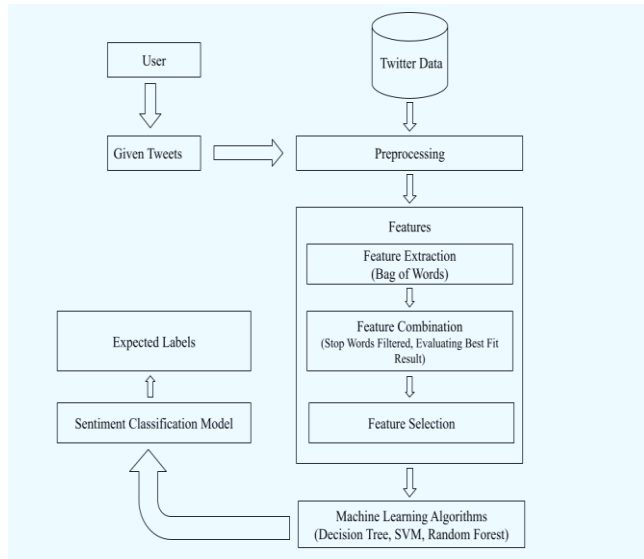 User
Twitter Data
Given Tweets
Preprocessing
Features
Feature Extraction
(Bag of Words)
Feature Combination
(Stop Words Filtered, Evaluating Best Fit
Result)
Feature Selection
Expected Labels
Sentiment Classification Model
Machine Learning Algorithms
(Decision Tree, SVM, Random Forest)